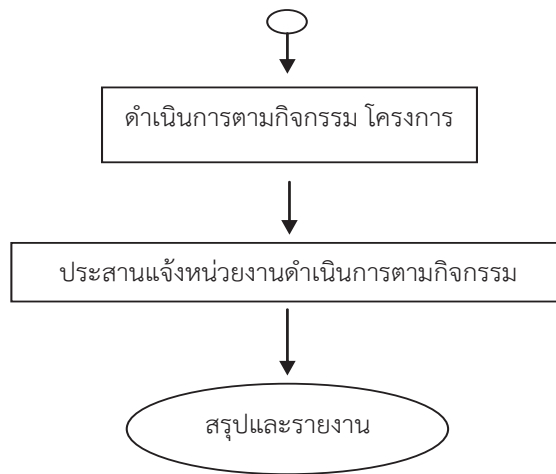 ดำเนินการตามกิจกรรม โครงการ
ประสานแจ้งหน่วยงานดำเนินการตามกิจกรรม
สรุปและรายงาน